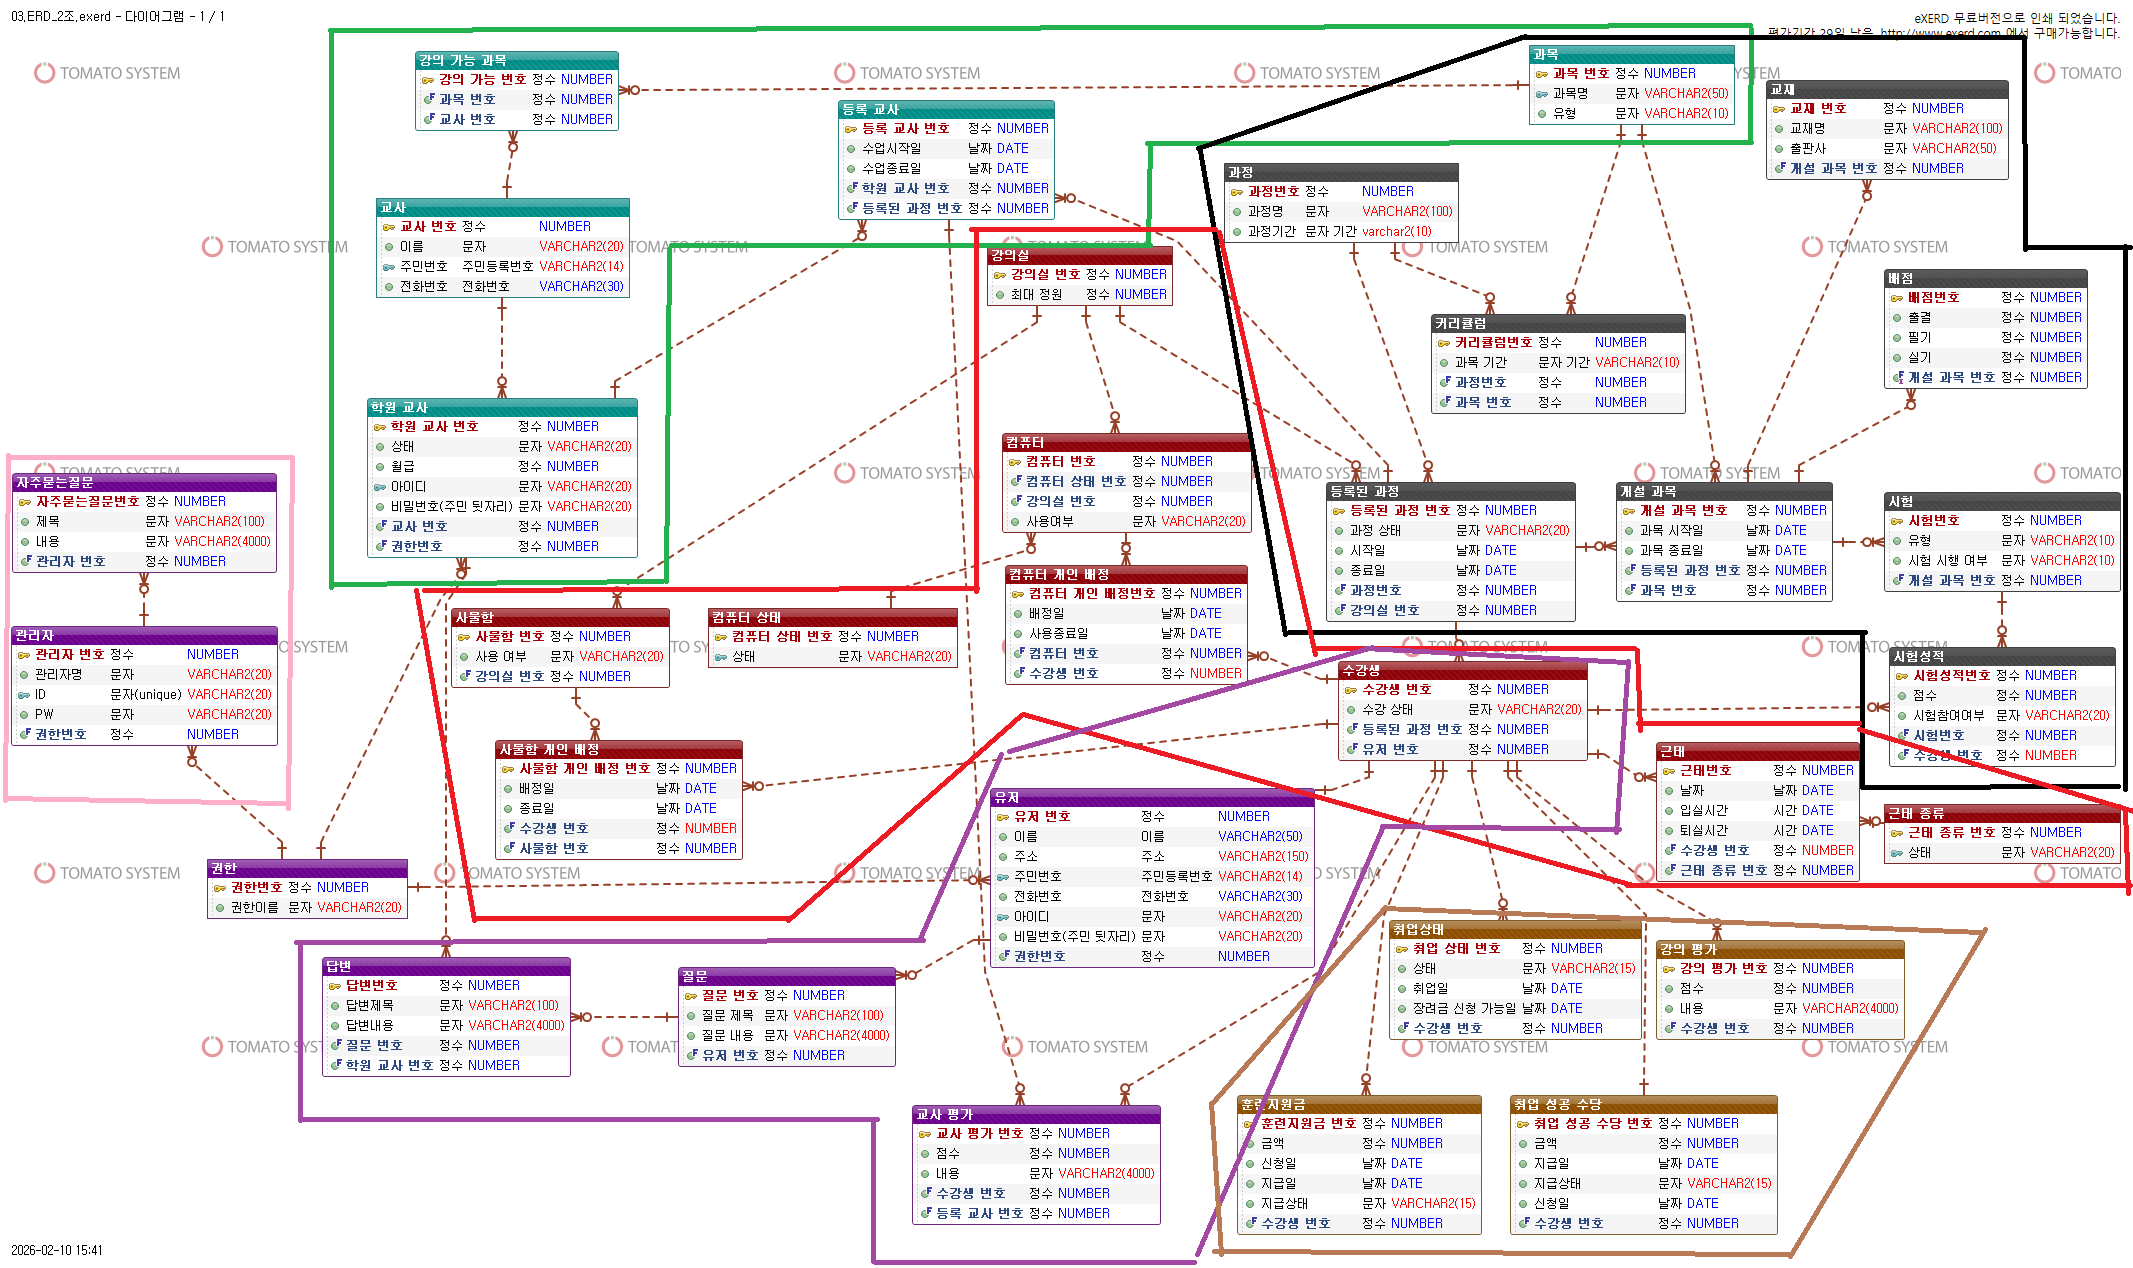 03.ERD_2조.exerd - 다이어그램 - 1 / 1
eXERD 무료버전으로 인쇄 되었습니다.
평가기간 29일 남음. http://www.exerd.com 에서 구매가능합니다.
TOMATO SYSTEM
강의 가능 과목
강의 가능 번호 정수 NUMBER
과목 번호 정수 NUMBER
교사 번호 정수 NUMBER
등록 교사
등록 교사 번호 정수 NUMBER
수업시작일 날짜 DATE
수업종료일 날짜 DATE
학원 교사 번호 정수 NUMBER
등록된 과정 번호 정수 NUMBER
과목
과목 번호 정수 NUMBER
과목명 문자 VARCHAR2(50)
유형 문자 VARCHAR2(10)
교재
교재 번호 정수 NUMBER
교재명 문자 VARCHAR2(100)
출판사 문자 VARCHAR2(50)
개설 과목 번호 정수 NUMBER
교사
교사 번호 정수 NUMBER
이름 문자 VARCHAR2(20)
주민번호 주민등록번호 VARCHAR2(14)
전화번호 전화번호 VARCHAR2(30)
과정
과정번호 정수 NUMBER
과정명 문자 VARCHAR2(100)
과정기간 문자 기간 varchar2(10)
강의실
강의실 번호 정수 NUMBER
최대 정원 정수 NUMBER
배점
배점번호 정수 NUMBER
출결 정수 NUMBER
필기 정수 NUMBER
실기 정수 NUMBER
개설 과목 번호 정수 NUMBER
커리큘럼
커리큘럼번호 정수 NUMBER
과목 기간 문자 기간 VARCHAR2(10)
과정번호 정수 NUMBER
과목 번호 정수 NUMBER
학원 교사
학원 교사 번호 정수 NUMBER
상태 문자 VARCHAR2(20)
월급 정수 NUMBER
아이디 문자 VARCHAR2(20)
비밀번호(주민 뒷자리) 문자 VARCHAR2(20)
교사 번호 정수 NUMBER
권한번호 정수 NUMBER
컴퓨터
컴퓨터 번호 정수 NUMBER
컴퓨터 상태 번호 정수 NUMBER
강의실 번호 정수 NUMBER
사용여부 문자 VARCHAR2(20)
자주묻는질문
자주묻는질문번호 정수 NUMBER
제목 문자 VARCHAR2(100)
내용 문자 VARCHAR2(4000)
관리자 번호 정수 NUMBER
등록된 과정
등록된 과정 번호 정수 NUMBER
과정 상태 문자 VARCHAR2(20)
시작일 날짜 DATE
종료일 날짜 DATE
과정번호 정수 NUMBER
강의실 번호 정수 NUMBER
개설 과목
개설 과목 번호 정수 NUMBER
과목 시작일 날짜 DATE
과목 종료일 날짜 DATE
등록된 과정 번호 정수 NUMBER
과목 번호 정수 NUMBER
시험
시험번호 정수 NUMBER
유형 문자 VARCHAR2(10)
시험 시행 여부 문자 VARCHAR2(10)
개설 과목 번호 정수 NUMBER
컴퓨터 개인 배정
컴퓨터 개인 배정번호 정수 NUMBER
배정일 날짜 DATE
사용종료일 날짜 DATE
컴퓨터 번호 정수 NUMBER
수강생 번호 정수 NUMBER
사물함
사물함 번호 정수 NUMBER
사용 여부 문자 VARCHAR2(20)
강의실 번호 정수 NUMBER
컴퓨터 상태
컴퓨터 상태 번호 정수 NUMBER
상태 문자 VARCHAR2(20)
관리자
관리자 번호 정수 NUMBER
관리자명 문자 VARCHAR2(20)
ID 문자(unique) VARCHAR2(20)
PW 문자 VARCHAR2(20)
권한번호 정수 NUMBER
수강생
수강생 번호 정수 NUMBER
수강 상태 문자 VARCHAR2(20)
등록된 과정 번호 정수 NUMBER
유저 번호 정수 NUMBER
시험성적
시험성적번호 정수 NUMBER
점수 정수 NUMBER
시험참여여부 문자 VARCHAR2(20)
시험번호 정수 NUMBER
수강생 번호 정수 NUMBER
사물함 개인 배정
사물함 개인 배정 번호 정수 NUMBER
배정일 날짜 DATE
종료일 날짜 DATE
수강생 번호 정수 NUMBER
사물함 번호 정수 NUMBER
근태
근태번호 정수 NUMBER
날짜 날짜 DATE
입실시간 시간 DATE
퇴실시간 시간 DATE
수강생 번호 정수 NUMBER
근태 종류 번호 정수 NUMBER
근태 종류
근태 종류 번호 정수 NUMBER
상태 문자 VARCHAR2(20)
유저
유저 번호 정수 NUMBER
이름 이름 VARCHAR2(50)
주소 주소 VARCHAR2(150)
주민번호 주민등록번호 VARCHAR2(14)
전화번호 전화번호 VARCHAR2(30)
아이디 문자 VARCHAR2(20)
비밀번호(주민 뒷자리) 문자 VARCHAR2(20)
권한번호 정수 NUMBER
권한
권한번호 정수 NUMBER
권한이름 문자 VARCHAR2(20)
답변
답변번호 정수 NUMBER
답변제목 문자 VARCHAR2(100)
답변내용 문자 VARCHAR2(4000)
질문 번호 정수 NUMBER
학원 교사 번호 정수 NUMBER
질문
질문 번호 정수 NUMBER
질문 제목 문자 VARCHAR2(100)
질문 내용 문자 VARCHAR2(4000)
유저 번호 정수 NUMBER
취업상태
취업 상태 번호 정수 NUMBER
상태 문자 VARCHAR2(15)
취업일 날짜 DATE
장려금 신청 가능일 날짜 DATE
수강생 번호 정수 NUMBER
강의 평가
강의 평가 번호 정수 NUMBER
점수 정수 NUMBER
내용 문자 VARCHAR2(4000)
수강생 번호 정수 NUMBER
교사 평가
교사 평가 번호 정수 NUMBER
점수 정수 NUMBER
내용 문자 VARCHAR2(4000)
수강생 번호 정수 NUMBER
등록 교사 번호 정수 NUMBER
훈련지원금
훈련지원금 번호 정수 NUMBER
금액 정수 NUMBER
신청일 날짜 DATE
지급일 날짜 DATE
지급상태 문자 VARCHAR2(15)
수강생 번호 정수 NUMBER
취업 성공 수당
취업 성공 수당 번호 정수 NUMBER
금액 정수 NUMBER
지급일 날짜 DATE
지급상태 문자 VARCHAR2(15)
신청일 날짜 DATE
수강생 번호 정수 NUMBER
2026-02-10 15:41